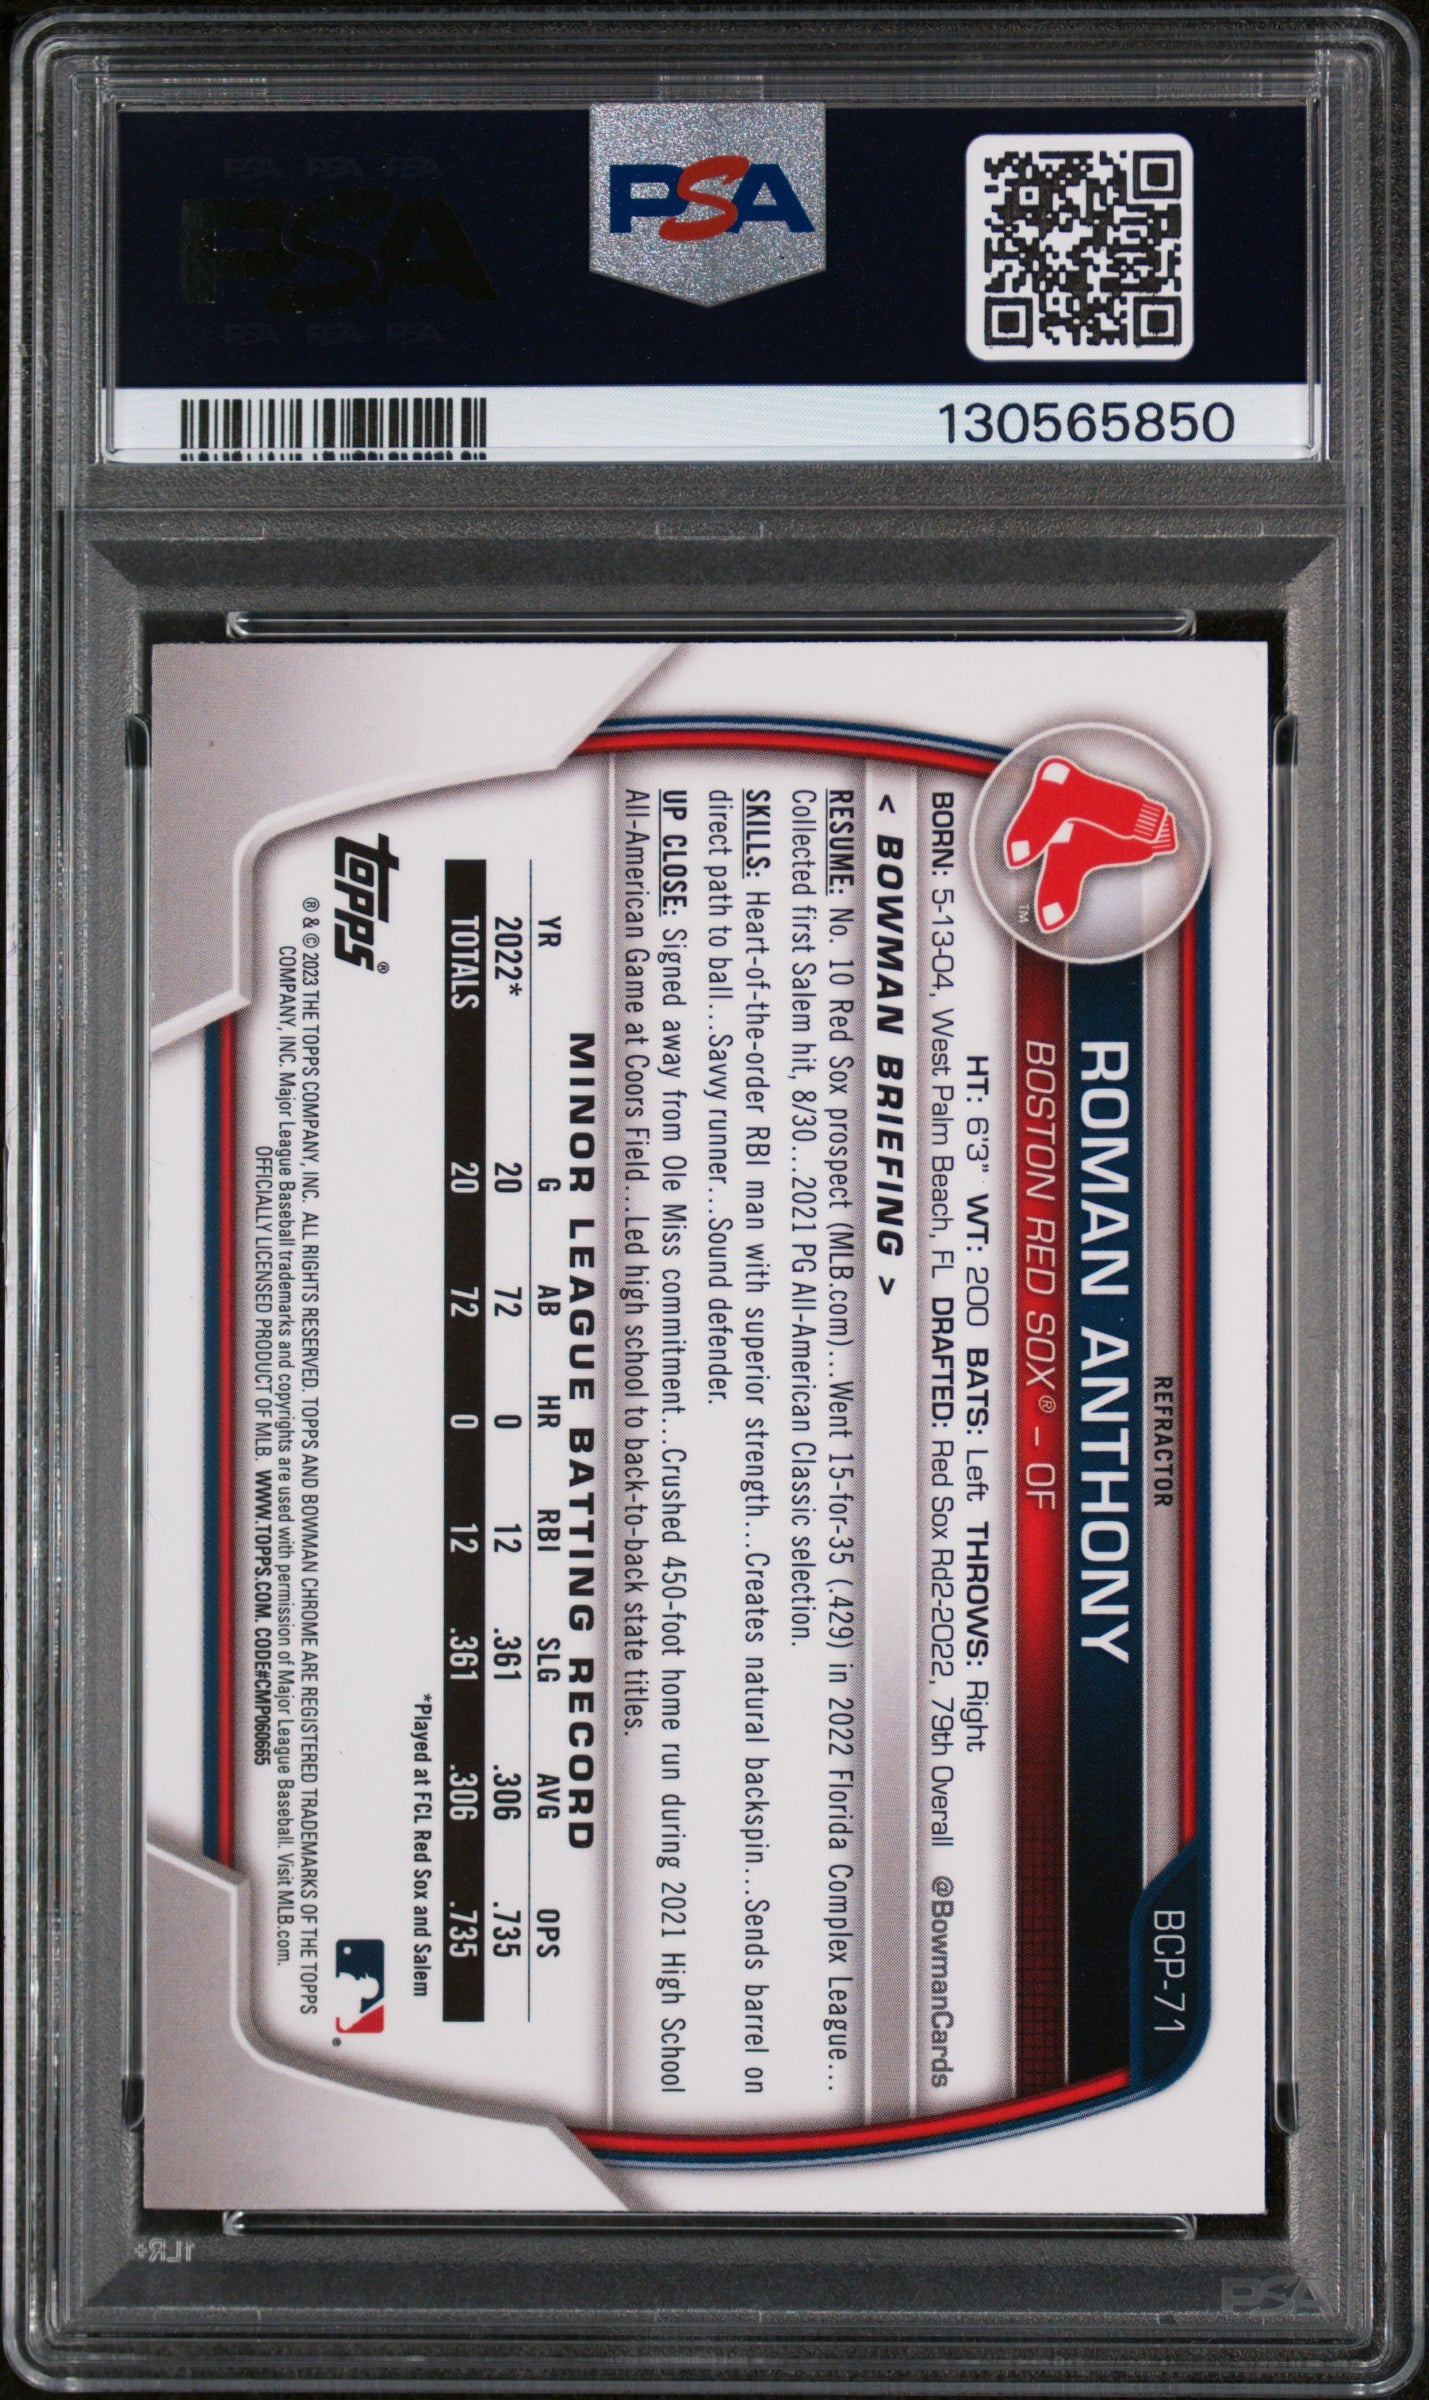 PSA PSA PSA
PSA
PSA PSA PSA
PSA
130565850
REFRACTOR
BCP-71
ROMAN ANTHONY
BOSTON RED SOX® – OF
TM
HT: 6'3" WT: 200 BATS: Left THROWS: Right
BORN: 5-13-04, West Palm Beach, FL DRAFTED: Red Sox Rd2-2022, 79th Overall @BowmanCards
< BOWMAN BRIEFING >
RESUME: No. 10 Red Sox prospect (MLB.com)...Went 15-for-35 (.429) in 2022 Florida Complex League...
Collected first Salem hit, 8/30...2021 PG All-American Classic selection.
SKILLS: Heart-of-the-order RBI man with superior strength...Creates natural backspin...Sends barrel on
direct path to ball...Savvy runner...Sound defender.
UP CLOSE: Signed away from Ole Miss commitment...Crushed 450-foot home run during 2021 High School
All-American Game at Coors Field...Led high school to back-to-back state titles.
MINOR LEAGUE BATTING RECORD
YR G AB HR RBI SLG AVG OPS
2022* 20 72 0 12 .361 .306 .735
TOTALS 20 72 0 12 .361 .306 .735
*Played at FCL Red Sox and Salem
topps®
®
® & © 2023 THE TOPPS COMPANY, INC. ALL RIGHTS RESERVED. TOPPS AND BOWMAN CHROME ARE REGISTERED TRADEMARKS OF THE TOPPS
COMPANY, INC. Major League Baseball trademarks and copyrights are used with permission of Major League Baseball. Visit MLB.com.
OFFICIALLY LICENSED PRODUCT OF MLB. WWW.TOPPS.COM. CODE#CMP060665
1LR+
PSA